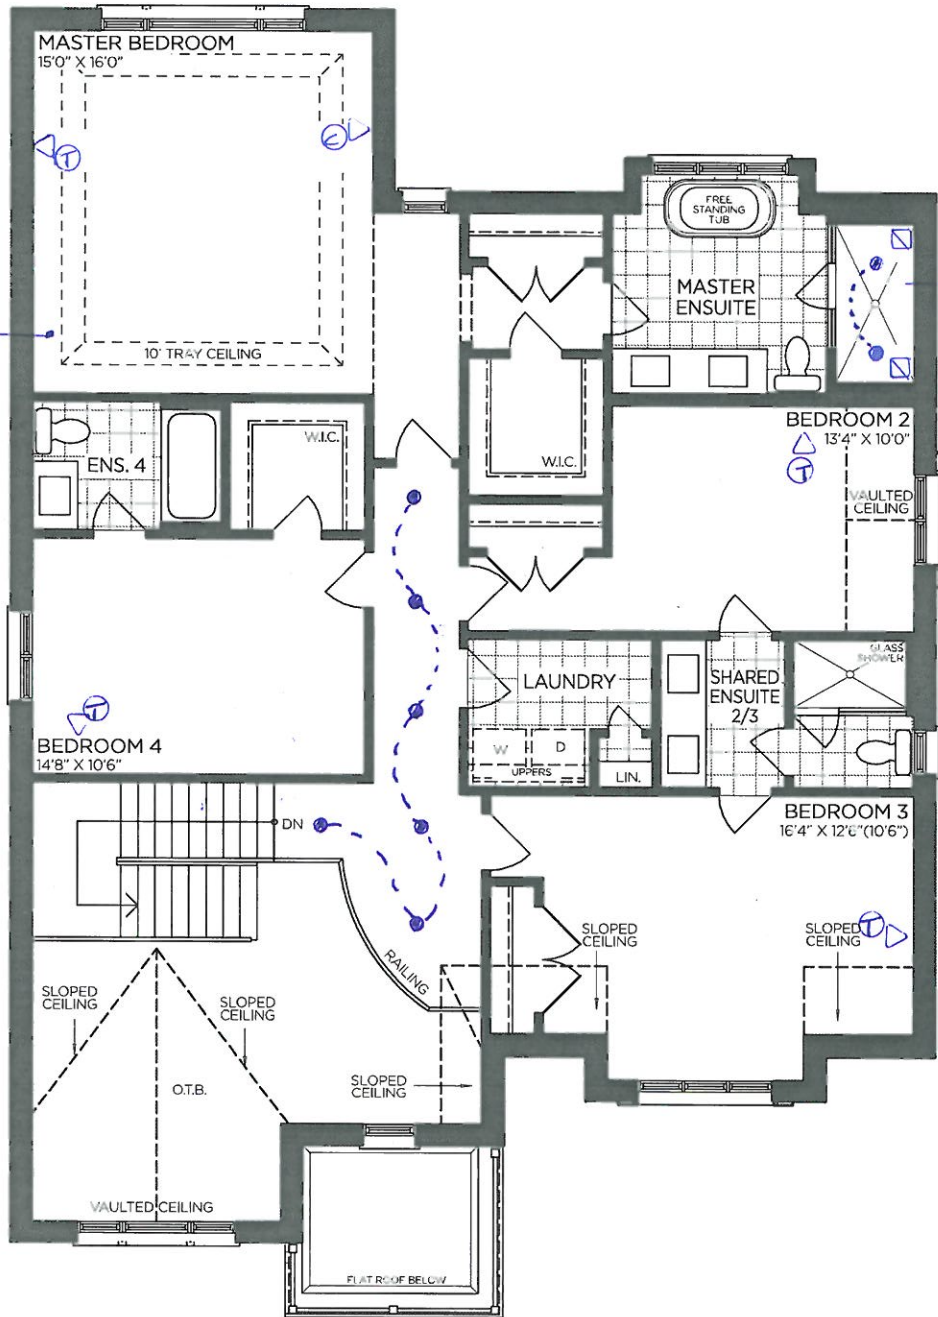 MASTER BEDROOM
15'0" X 16'0"
T
10' TRAY CEILING
FREE
STANDING
TUB
MASTER
ENSUITE
BEDROOM 2
13'4" X 10'0"
T
VAULTED
CEILING
ENS. 4
W.I.C.
W.I.C.
LAUNDRY
W
D
UPPERS
LIN.
SHARED
ENSUITE
2/3
GLASS
SHOWER
T
BEDROOM 4
14'8" X 10'6"
DN
BEDROOM 3
16'4" X 12'6"(10'6")
SLOPED
CEILING
SLOPED
CEILING
T
RAILING
SLOPED
CEILING
SLOPED
CEILING
SLOPED
CEILING
O.T.B.
VAULTED CEILING
FLAT ROOF BELOW